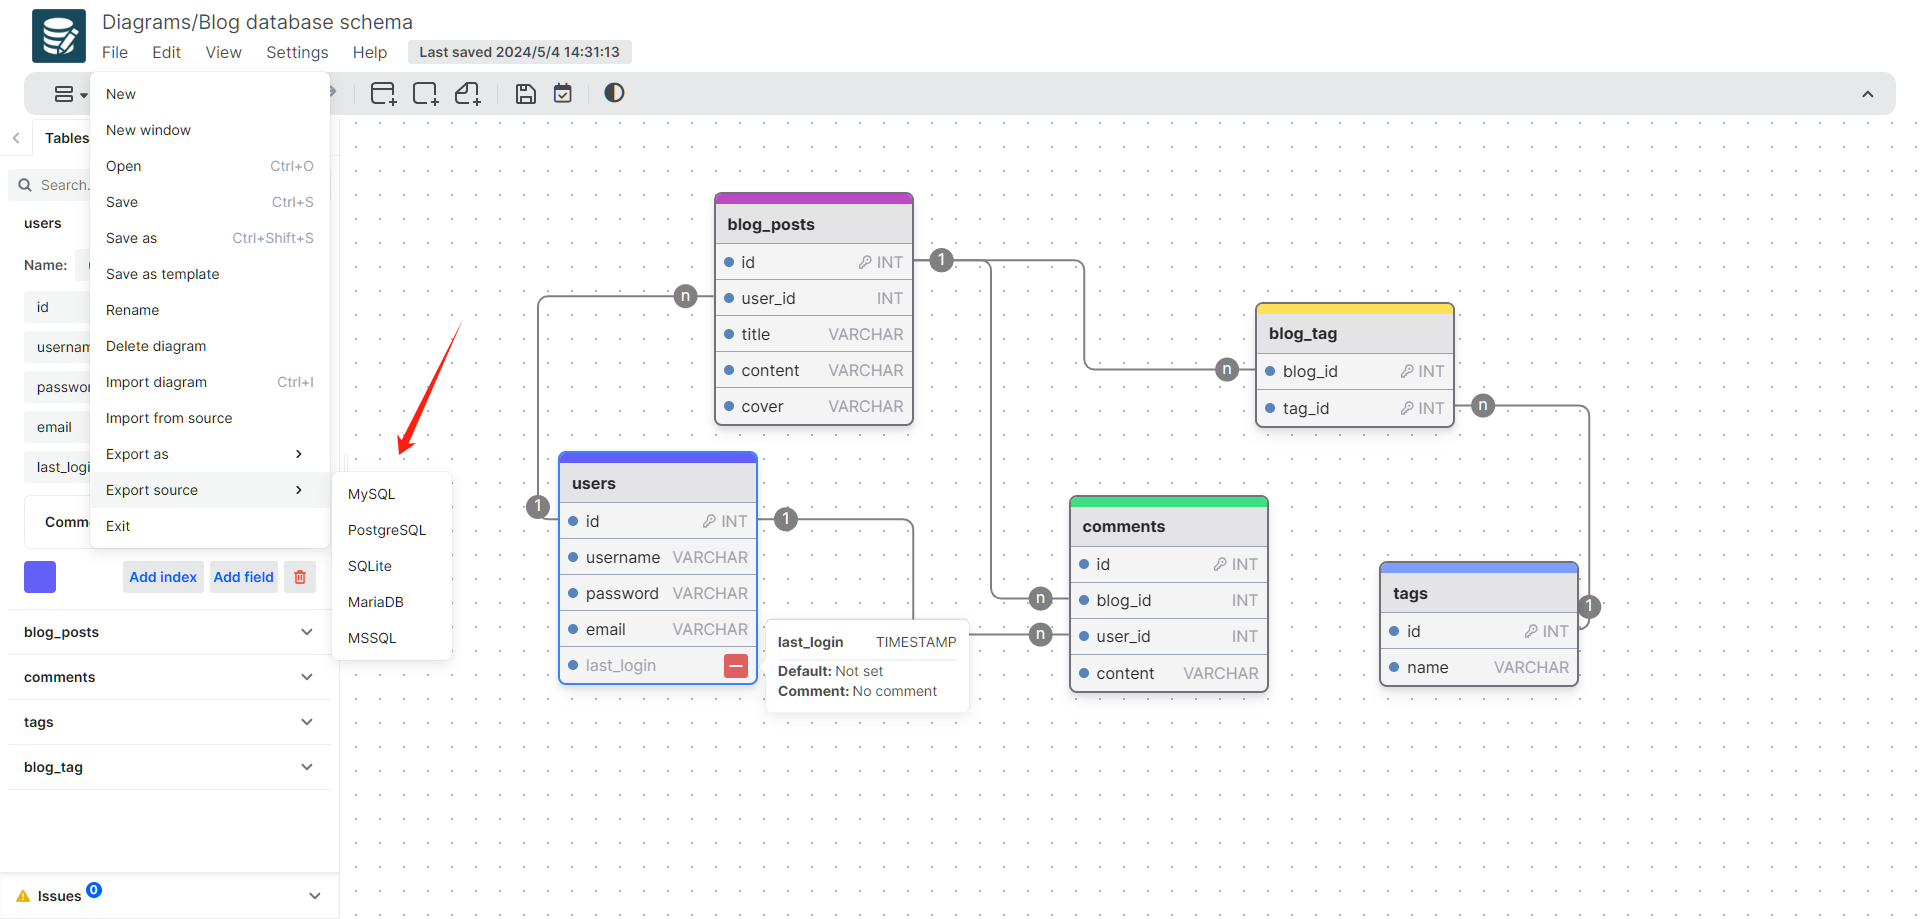 Diagrams/Blog database schema
File Edit View Settings Help Last saved 2024/5/4 14:31:13
New
New window
Open Ctrl+O
Save Ctrl+S
Save as Ctrl+Shift+S
Save as template
Rename
Delete diagram
Import diagram Ctrl+I
Import from source
Export as
Export source
Exit
MySQL
PostgreSQL
SQLite
MariaDB
MSSQL
Tables
Search.
users
Name:
id
usernam
passwor
email
last_logi
Comme
Add index Add field
blog_posts
comments
tags
blog_tag
Issues 0
blog_posts
id INT
user_id INT
title VARCHAR
content VARCHAR
cover VARCHAR
users
id INT
username VARCHAR
password VARCHAR
email VARCHAR
last_login
last_login TIMESTAMP
Default: Not set
Comment: No comment
comments
id INT
blog_id INT
user_id INT
content VARCHAR
blog_tag
blog_id INT
tag_id INT
tags
id INT
name VARCHAR
1
n
n
n
1
1
n
n
1